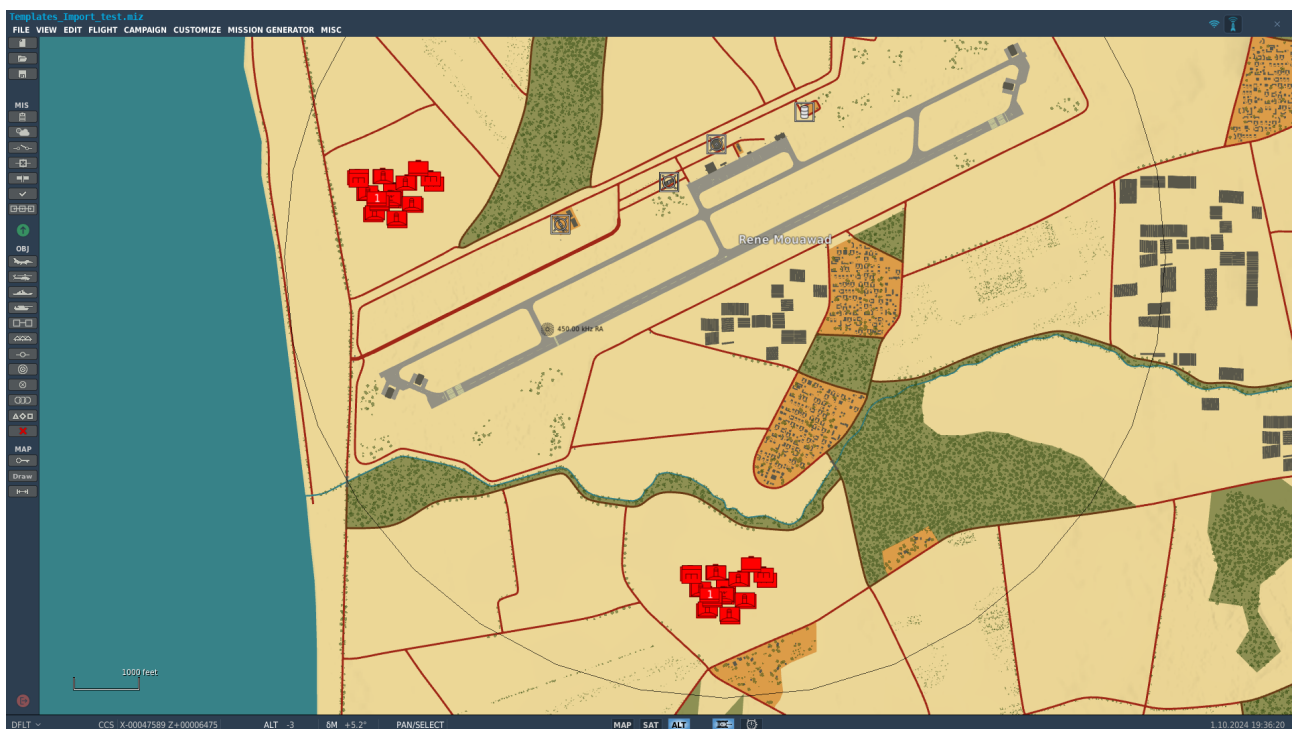 Templates_Import_test.miz
FILE VIEW EDIT FLIGHT CAMPAIGN CUSTOMIZE MISSION GENERATOR MISC
MIS
OBJ
MAP
Draw
1
Rene Mouawad
450.00 kHz RA
1
1000 feet
DFLT
CCS X-00047589 Z+00006475
ALT -3
δM +5.2°
PAN/SELECT
MAP SAT ALT
1.10.2024 19:36:20